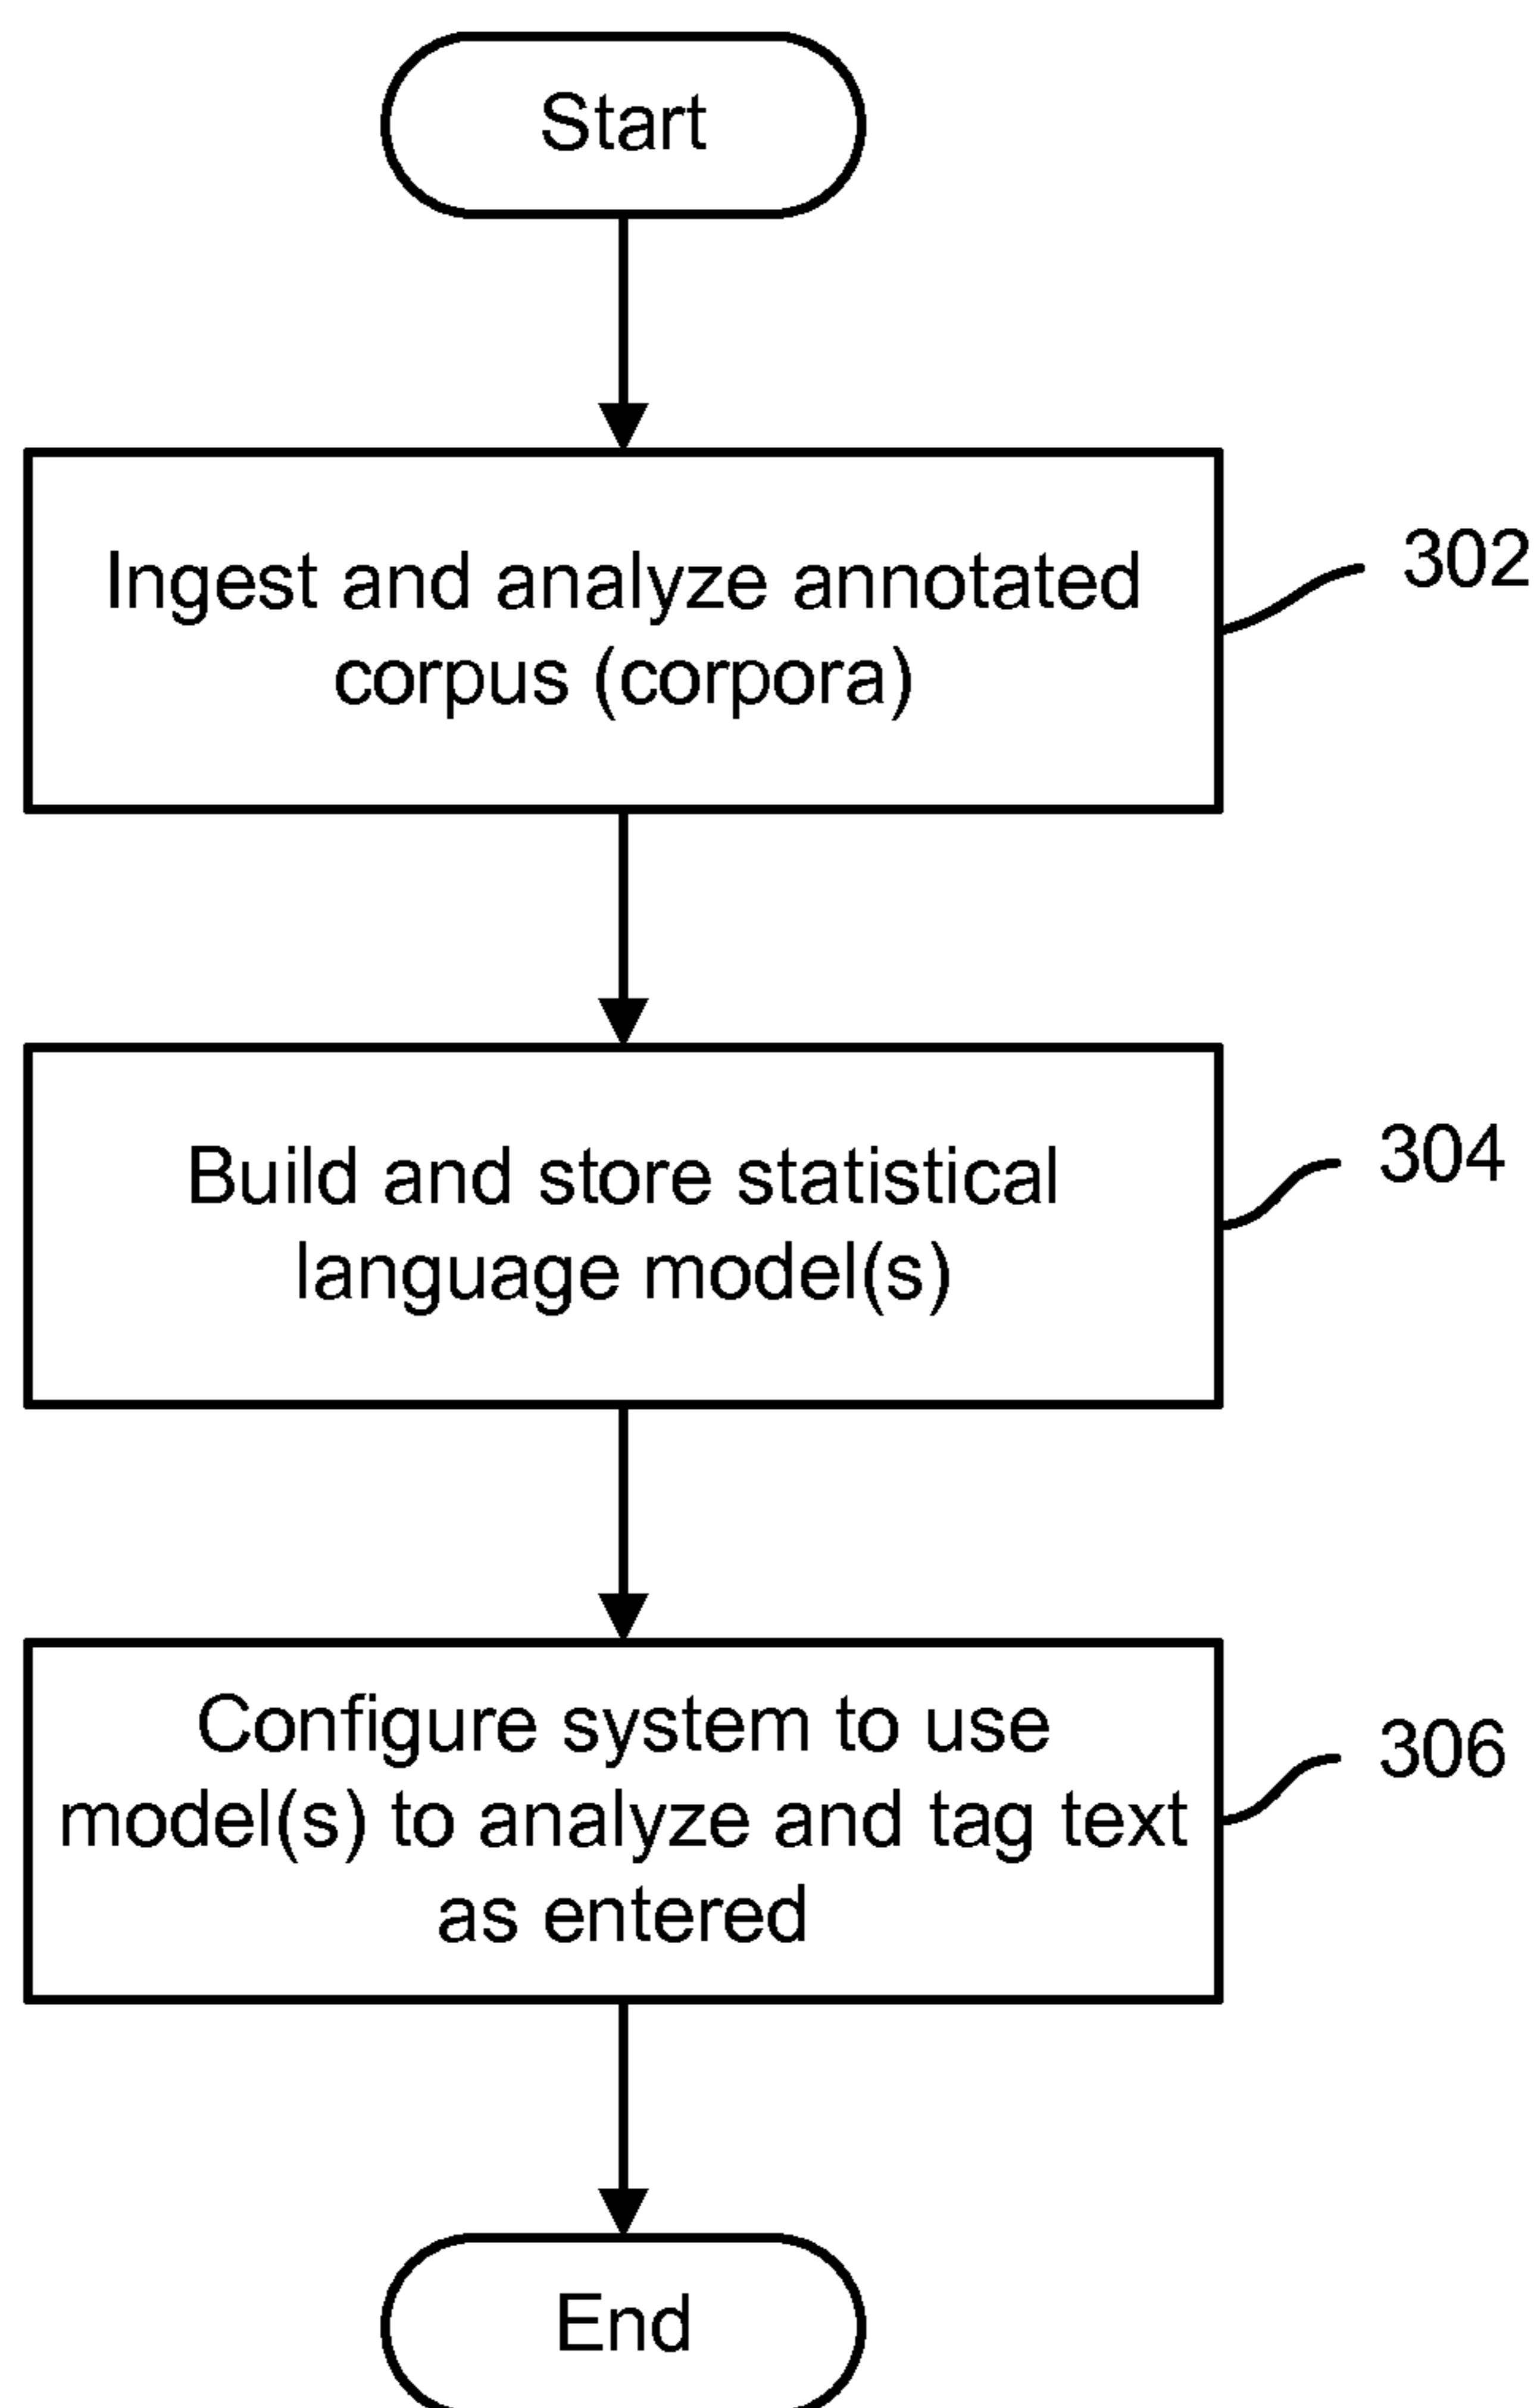 Start
Ingest and analyze annotated
corpus (corpora)
302
Build and store statistical
language model(s)
304
Configure system to use
model(s) to analyze and tag text
as entered
306
End